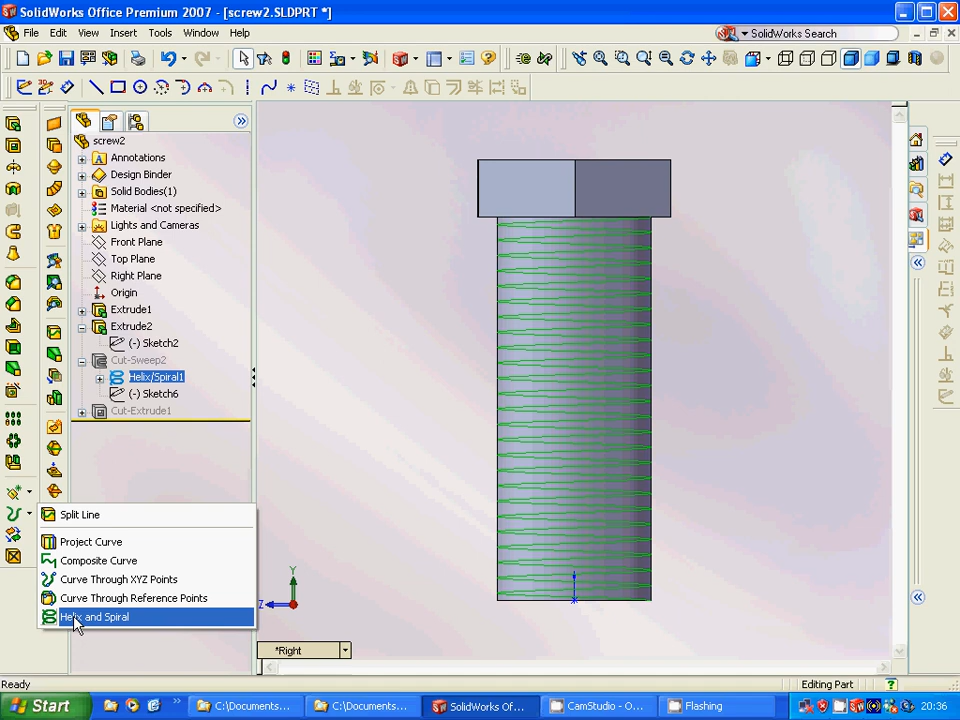 SolidWorks Office Premium 2007 - [screw2.SLDPRT *]
File Edit View Insert Tools Window Help
SolidWorks Search
screw2
Annotations
Design Binder
Solid Bodies(1)
Material <not specified>
Lights and Cameras
Front Plane
Top Plane
Right Plane
Origin
Extrude1
Extrude2
(-) Sketch2
Cut-Sweep2
Helix/Spiral1
(-) Sketch6
Cut-Extrude1
Split Line
Project Curve
Composite Curve
Curve Through XYZ Points
Curve Through Reference Points
Helix and Spiral
Y
Z
*Right
Ready
Editing Part
Start
C:\Documents...
C:\Documents...
SolidWorks Of...
CamStudio - O...
Flashing
20:36